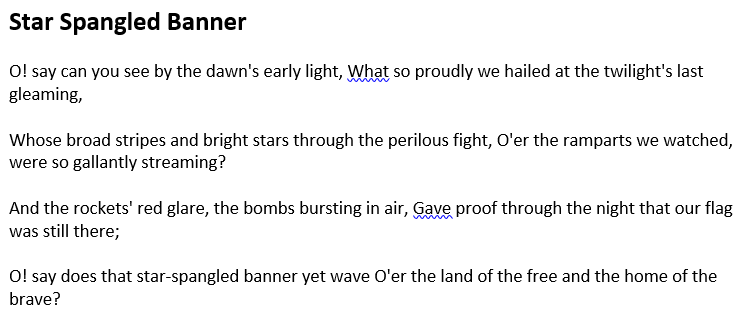 Star Spangled Banner
O! say can you see by the dawn's early light, What so proudly we hailed at the twilight's last
gleaming,
Whose broad stripes and bright stars through the perilous fight, O'er the ramparts we watched,
were so gallantly streaming?
And the rockets' red glare, the bombs bursting in air, Gave proof through the night that our flag
was still there;
O! say does that star-spangled banner yet wave O'er the land of the free and the home of the
brave?